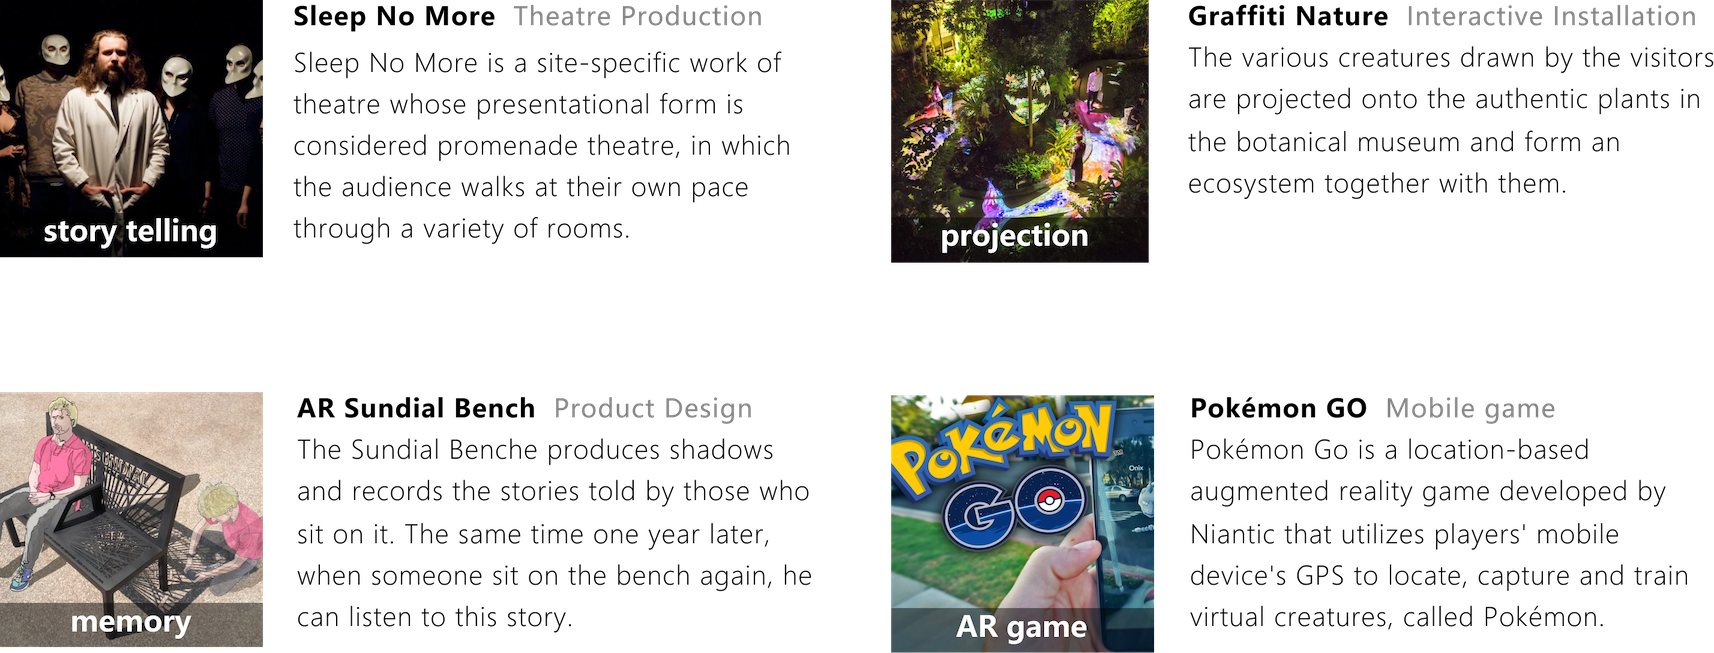 Sleep No More Theatre Production
Sleep No More is a site-specific work of
theatre whose presentational form is
considered promenade theatre, in which
the audience walks at their own pace
through a variety of rooms.
story telling
Graffiti Nature Interactive Installation
The various creatures drawn by the visitors
are projected onto the authentic plants in
the botanical museum and form an
ecosystem together with them.
projection
AR Sundial Bench Product Design
The Sundial Benche produces shadows
and records the stories told by those who
sit on it. The same time one year later,
when someone sit on the bench again, he
can listen to this story.
memory
Pokémon GO Mobile game
Pokémon Go is a location-based
augmented reality game developed by
Niantic that utilizes players' mobile
device's GPS to locate, capture and train
virtual creatures, called Pokémon.
POKéMON
GO
Onix
AR game